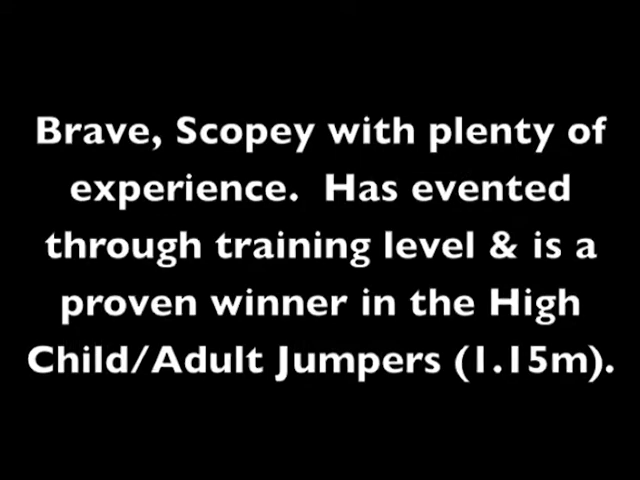 Brave, Scopey with plenty of
experience.  Has evented
through training level & is a
proven winner in the High
Child/Adult Jumpers (1.15m).